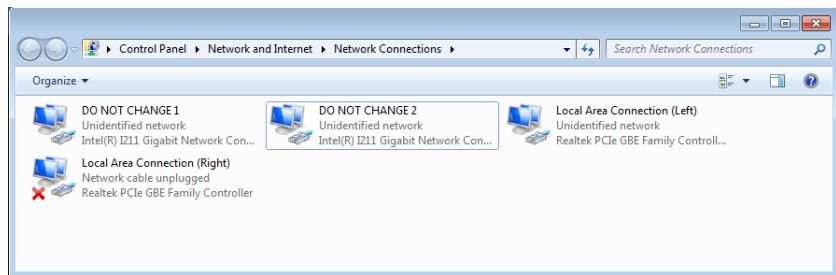 Control Panel ▸ Network and Internet ▸ Network Connections ▸
Search Network Connections
Organize
DO NOT CHANGE 1
Unidentified network
Intel(R) I211 Gigabit Network Con...
DO NOT CHANGE 2
Unidentified network
Intel(R) I211 Gigabit Network Con...
Local Area Connection (Left)
Unidentified network
Realtek PCIe GBE Family Controll...
Local Area Connection (Right)
Network cable unplugged
Realtek PCIe GBE Family Controller